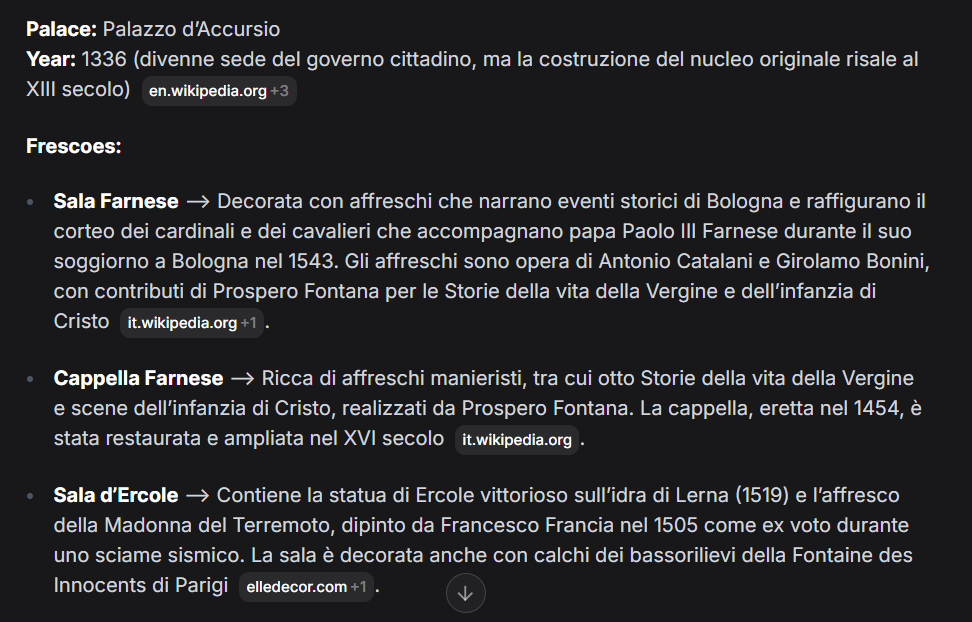 Palace: Palazzo d’Accursio
Year: 1336 (divenne sede del governo cittadino, ma la costruzione del nucleo originale risale al
XIII secolo) en.wikipedia.org +3
Frescoes:
• Sala Farnese —> Decorata con affreschi che narrano eventi storici di Bologna e raffigurano il
corteo dei cardinali e dei cavalieri che accompagnano papa Paolo III Farnese durante il suo
soggiorno a Bologna nel 1543. Gli affreschi sono opera di Antonio Catalani e Girolamo Bonini,
con contributi di Prospero Fontana per le Storie della vita della Vergine e dell’infanzia di
Cristo it.wikipedia.org +1 .
• Cappella Farnese —> Ricca di affreschi manieristi, tra cui otto Storie della vita della Vergine
e scene dell’infanzia di Cristo, realizzati da Prospero Fontana. La cappella, eretta nel 1454, è
stata restaurata e ampliata nel XVI secolo it.wikipedia.org .
• Sala d’Ercole —> Contiene la statua di Ercole vittorioso sull’idra di Lerna (1519) e l’affresco
della Madonna del Terremoto, dipinto da Francesco Francia nel 1505 come ex voto durante
uno sciame sismico. La sala è decorata anche con calchi dei bassorilievi della Fontaine des
Innocents di Parigi elledecor.com +1 .